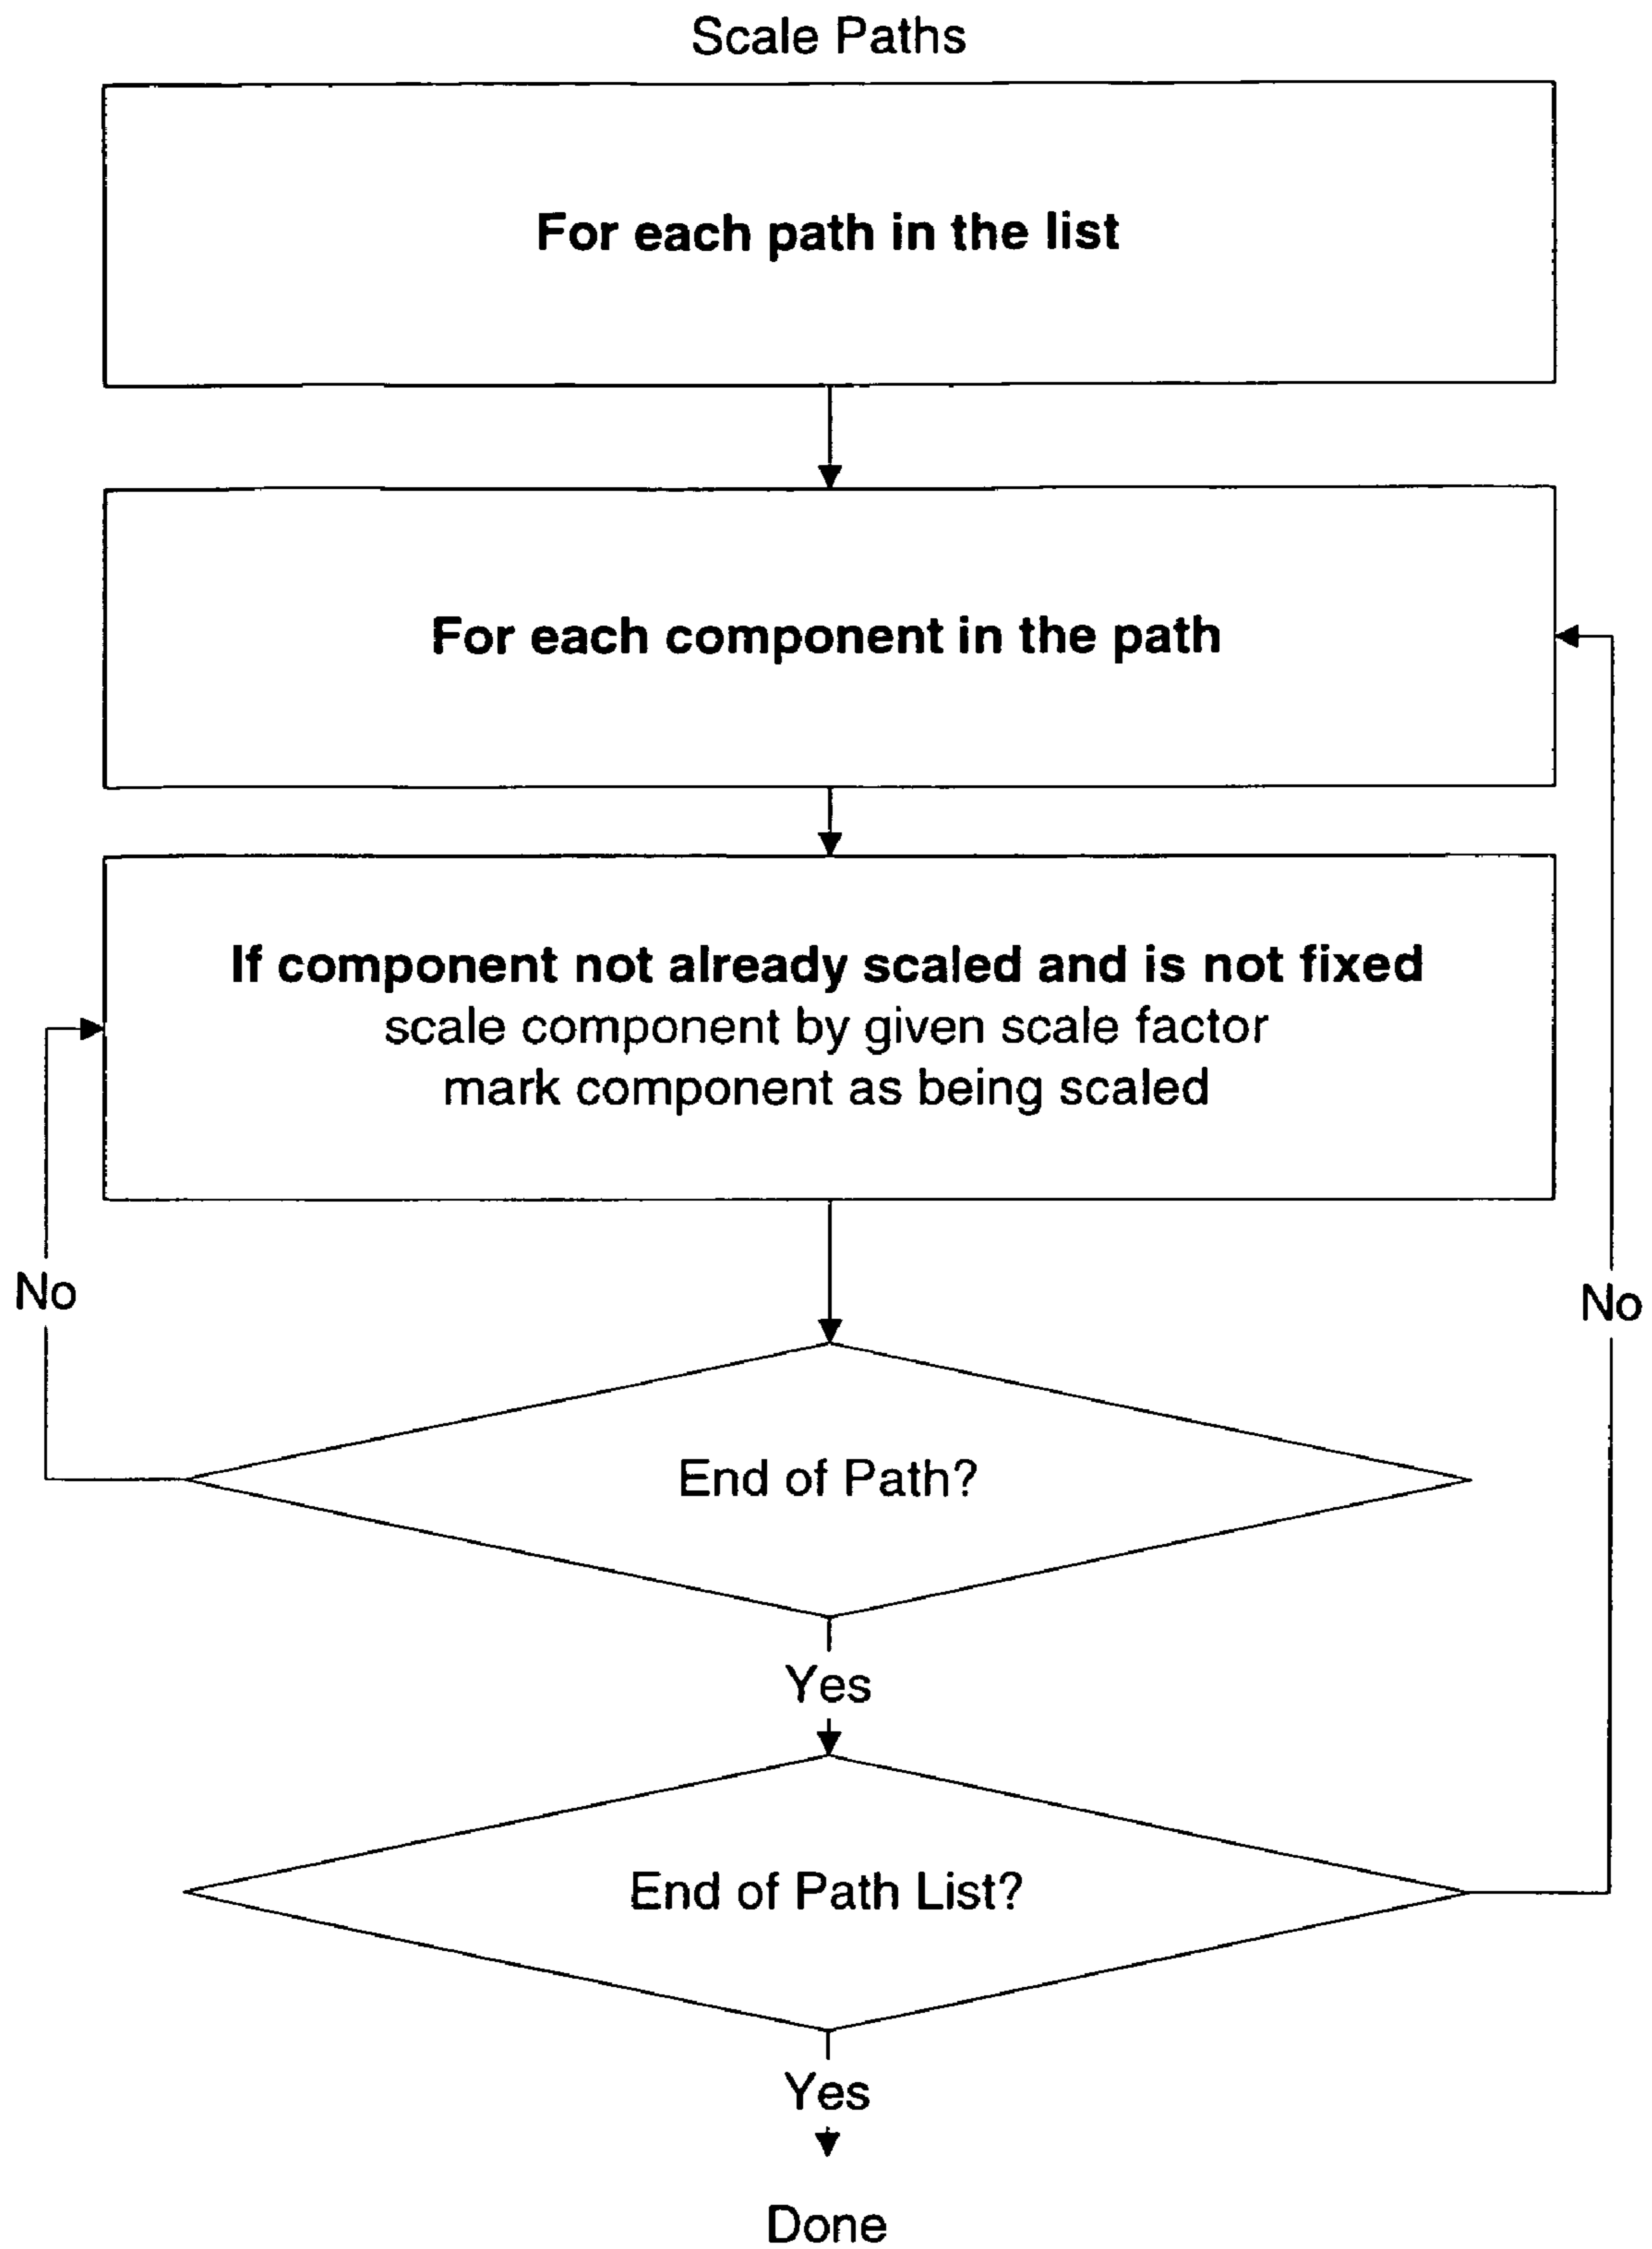 Scale Paths
For each path in the list
For each component in the path
If component not already scaled and is not fixed
scale component by given scale factor
mark component as being scaled
No
No
End of Path?
Yes
End of Path List?
Yes
Done